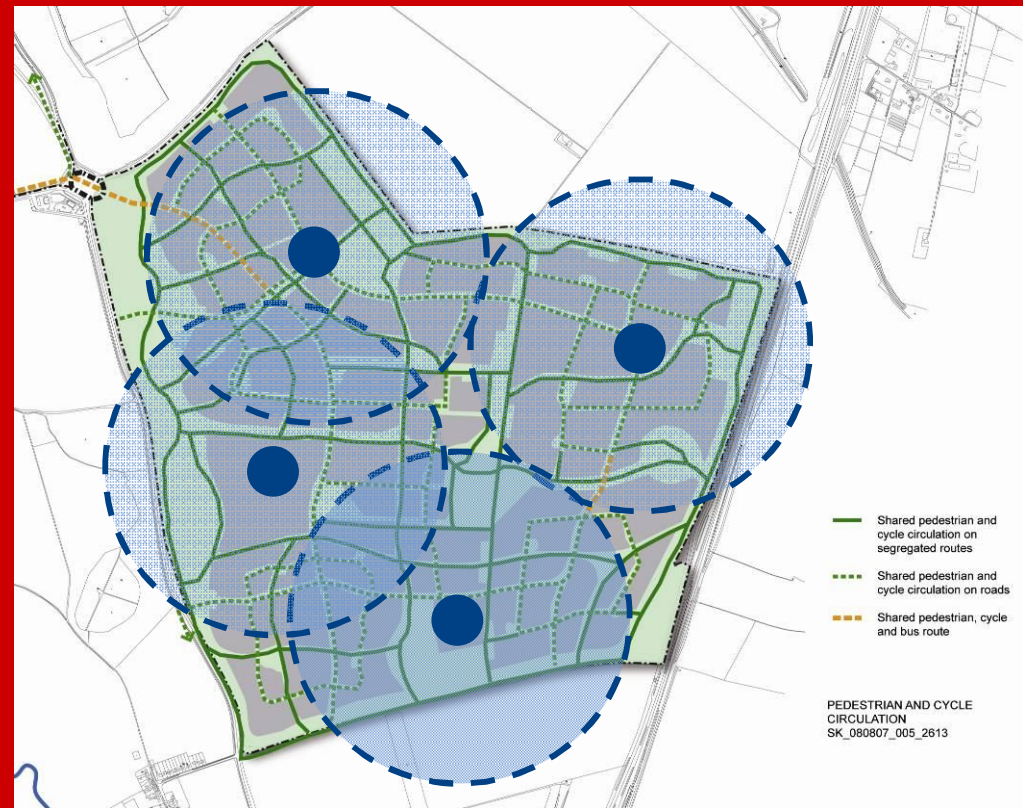 Shared pedestrian and
cycle circulation on
segregated routes
Shared pedestrian and
cycle circulation on roads
Shared pedestrian, cycle
and bus route
PEDESTRIAN AND CYCLE
CIRCULATION
SK_080807_005_2613